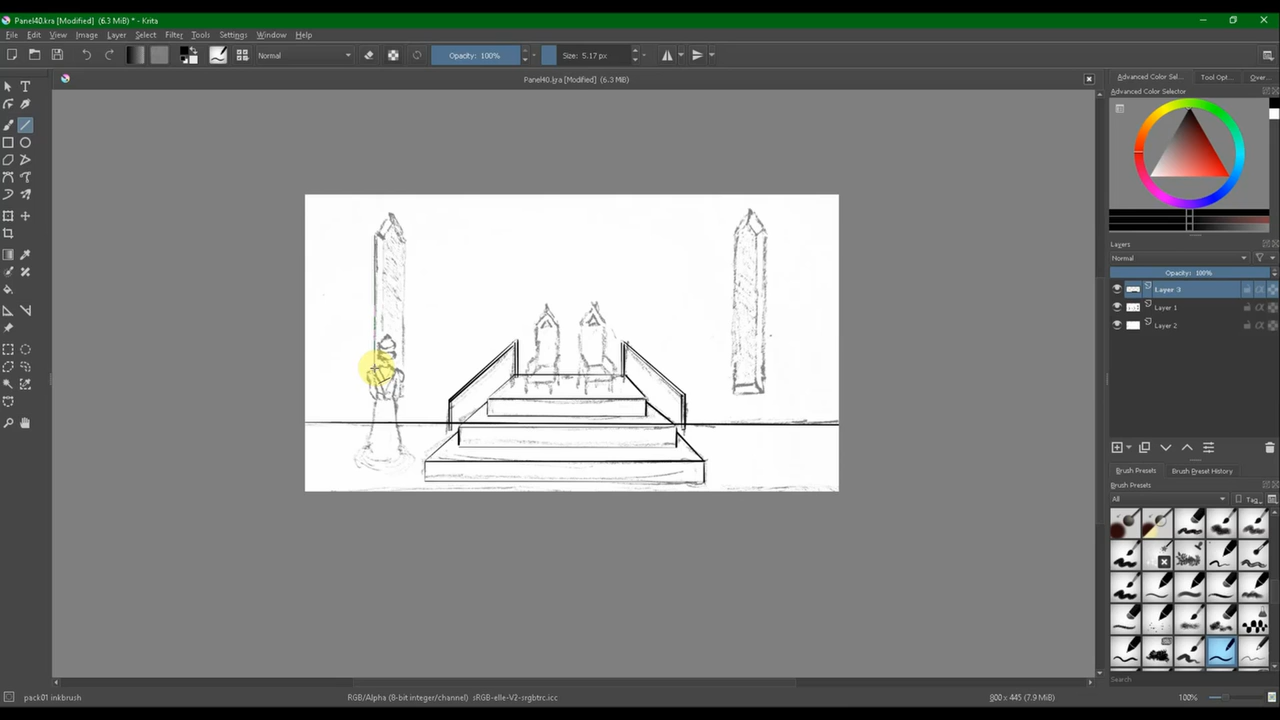 Panel40.kra [Modified] (6.3 MiB) * - Krita
File Edit View Image Layer Select Filter Tools Settings Window Help
Normal Opacity: 100% Size: 5.17 px
Panel40.kra [Modified] (6.3 MiB)
Advanced Color Sel... Tool Opt... Over...
Advanced Color Selector
Layers
Normal
Opacity: 100%
Layer 3
Layer 1
Layer 2
Brush Presets Brush Preset History
Brush Presets
All Tag
Search
pack01 inkbrush RGB/Alpha (8-bit integer/channel) sRGB-elle-V2-srgbtrc.icc 800 x 445 (7.9 MiB) 100%